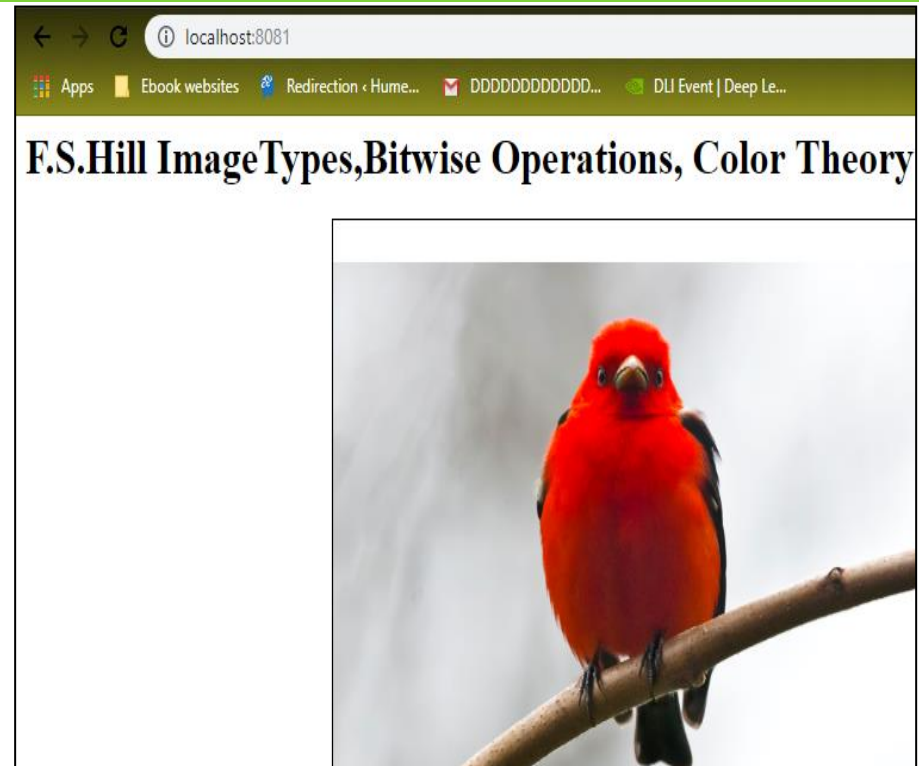 localhost:8081
Apps Ebook websites Redirection ‹ Hume... DDDDDDDDDDDD... DLI Event | Deep Le...
F.S.Hill ImageTypes,Bitwise Operations, Color Theory